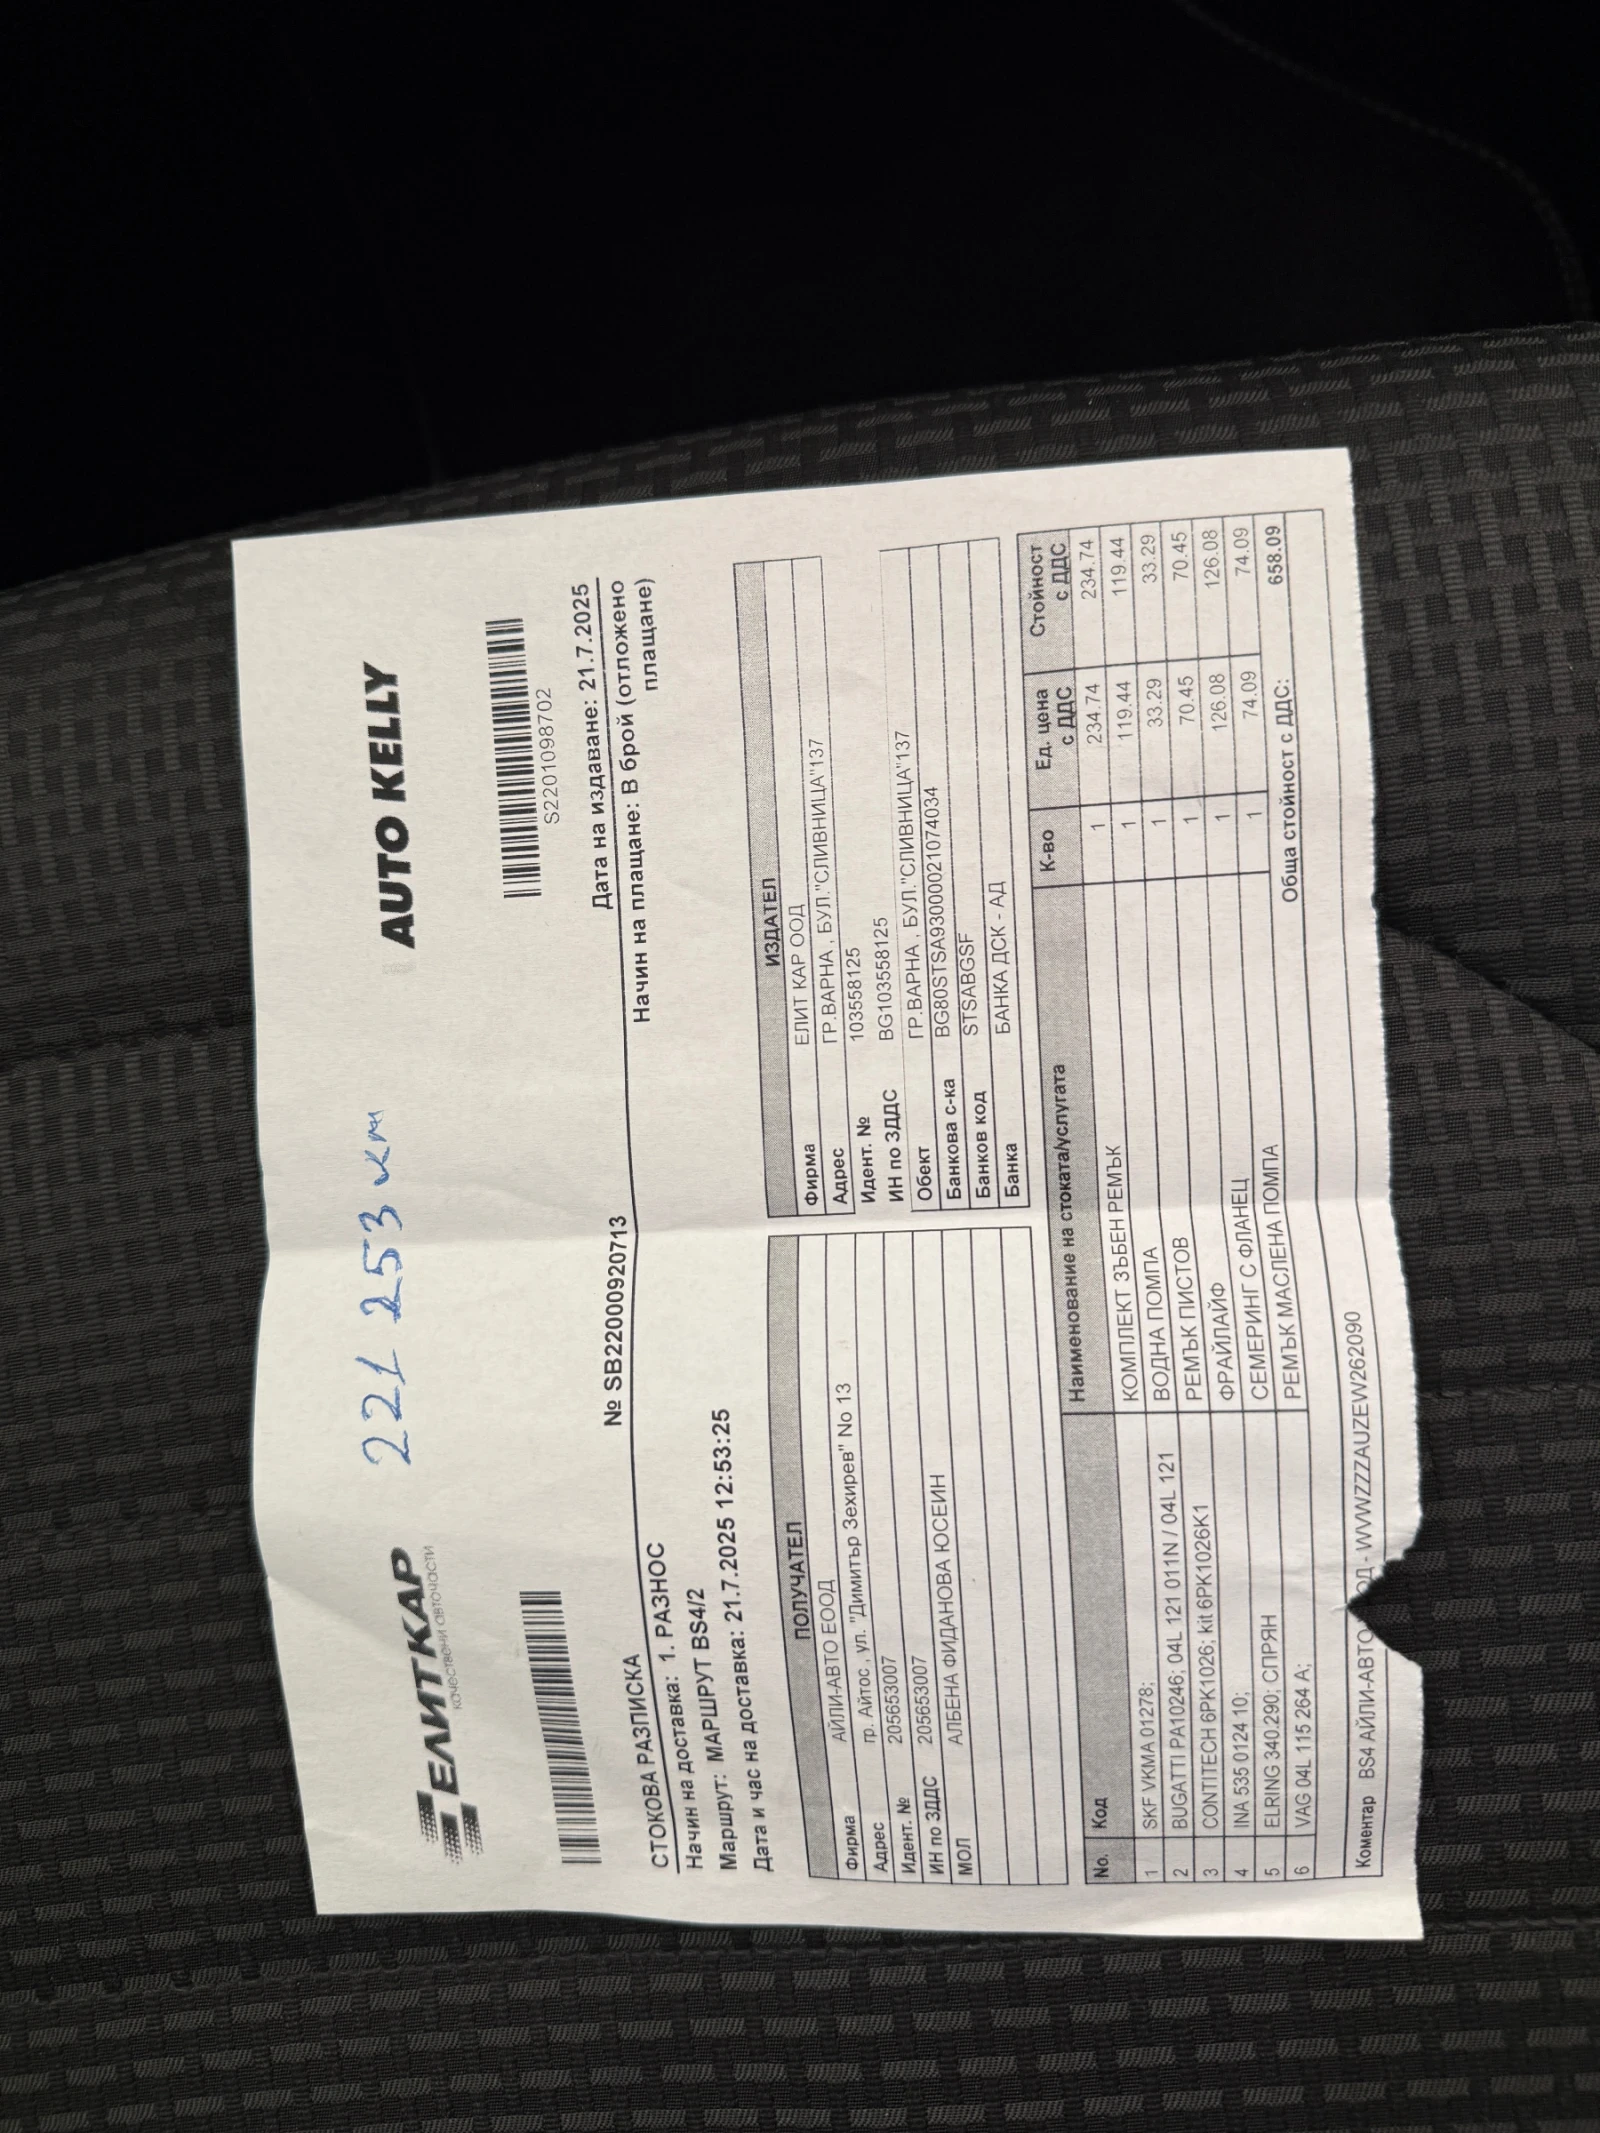 221 253 км
ЕЛИТКАР
качествени авточасти
AUTO KELLY
S2201098702
СТОКОВА РАЗПИСКА № SB22000920713 Дата на издаване: 21.7.2025
Начин на доставка: 1. РАЗНОС Начин на плащане: В брой (отложено плащане)
Маршрут: МАРШРУТ BS4/2
Дата и час на доставка: 21.7.2025 12:53:25
ПОЛУЧАТЕЛ
Фирма АЙЛИ-АВТО ЕООД
Адрес гр. Айтос , ул. "Димитър Зехирев" No 13
Идент. № 205653007
ИН по ЗДДС 205653007
МОЛ АЛБЕНА ФИДАНОВА ЮСЕИН
ИЗДАТЕЛ
Фирма ЕЛИТ КАР ООД
Адрес ГР.ВАРНА , БУЛ."СЛИВНИЦА"137
Идент. № 103558125
ИН по ЗДДС BG103558125
Обект ГР.ВАРНА , БУЛ."СЛИВНИЦА"137
Банкова с-ка BG80STSA93000021074034
Банков код STSABGSF
Банка БАНКА ДСК - АД
No. Код Наименование на стоката/услугата К-во Ед. цена с ДДС Стойност с ДДС
1 SKF VKMA 01278; КОМПЛЕКТ ЗЪБЕН РЕМЪК 1 234.74 234.74
2 BUGATTI PA10246; 04L 121 011N / 04L 121 ВОДНА ПОМПА 1 119.44 119.44
3 CONTITECH 6PK1026; kit 6PK1026K1 РЕМЪК ПИСТОВ 1 33.29 33.29
4 INA 535 0124 10; ФРАЙЛАЙФ 1 70.45 70.45
5 ELRING 340.290; СПРЯН СЕМЕРИНГ С ФЛАНЕЦ 1 126.08 126.08
6 VAG 04L 115 264 A; РЕМЪК МАСЛЕНА ПОМПА 1 74.09 74.09
Обща стойност с ДДС: 658.09
Коментар BS4 АЙЛИ-АВТО ОД - WVWZZZAUZEW262090